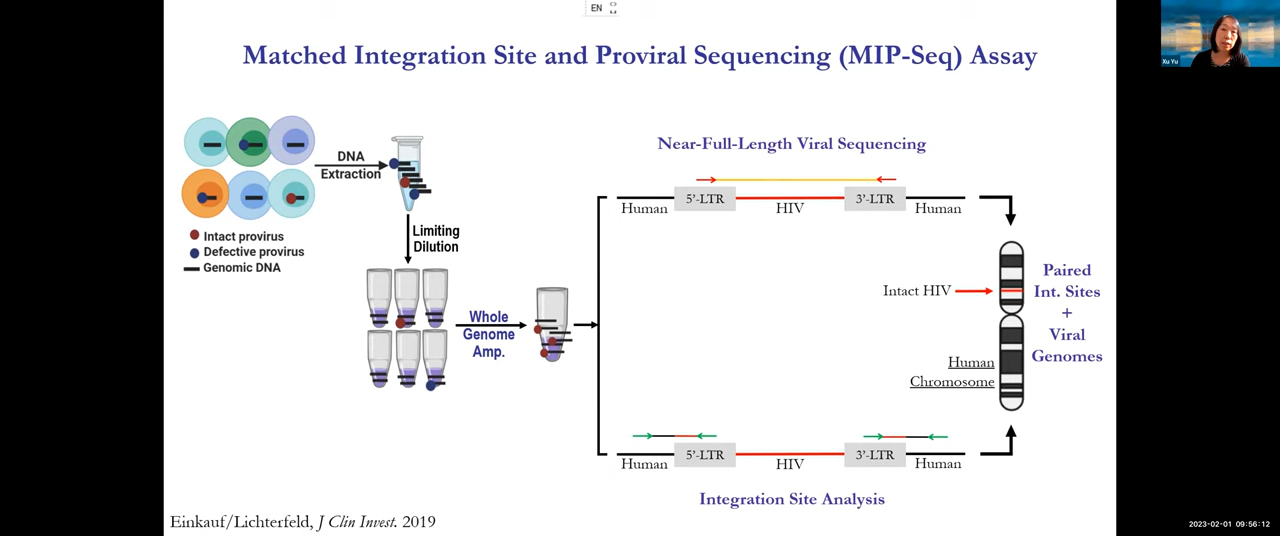 EN
Matched Integration Site and Proviral Sequencing (MIP-Seq) Assay
Xu Yu
DNA
Extraction
Intact provirus
Defective provirus
Genomic DNA
Limiting
Dilution
Whole
Genome
Amp.
Near-Full-Length Viral Sequencing
5'-LTR
3'-LTR
Human
HIV
Human
Intact HIV
Paired
Int. Sites
+
Viral
Genomes
Human
Chromosome
5'-LTR
3'-LTR
Human
HIV
Human
Integration Site Analysis
Einkauf/Lichterfeld, J Clin Invest. 2019
2023-02-01 09:56:12